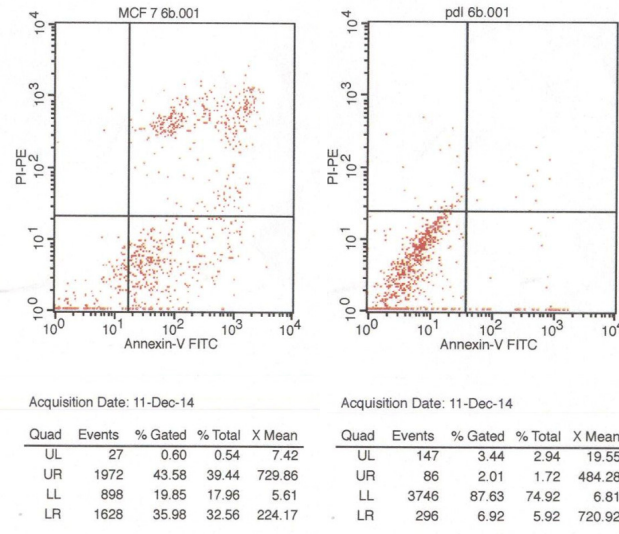 MCF 7 6b.001
10⁴
10³
10²
10¹
10⁰
PI-PE
10⁰ 10¹ 10² 10³ 10⁴
Annexin-V FITC
Acquisition Date: 11-Dec-14
Quad Events % Gated % Total X Mean
UL 27 0.60 0.54 7.42
UR 1972 43.58 39.44 729.86
LL 898 19.85 17.96 5.61
LR 1628 35.98 32.56 224.17
pdl 6b.001
10⁴
10³
10²
10¹
10⁰
PI-PE
10⁰ 10¹ 10² 10³ 10⁴
Annexin-V FITC
Acquisition Date: 11-Dec-14
Quad Events % Gated % Total X Mean
UL 147 3.44 2.94 19.55
UR 86 2.01 1.72 484.28
LL 3746 87.63 74.92 6.81
LR 296 6.92 5.92 720.92